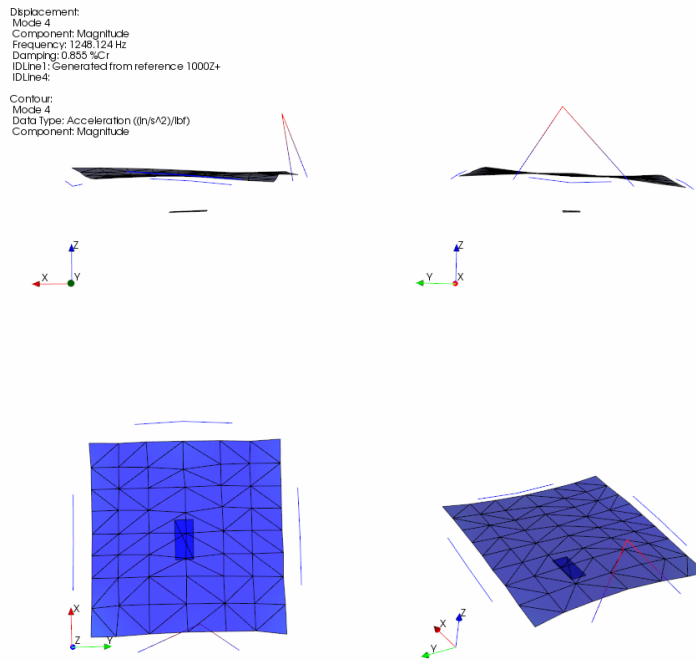 Displacement:
Mode 4
Component: Magnitude
Frequency: 1248.124 Hz
Damping: 0.855 %Cr
IDLine1: Generated from reference 1000Z+
IDLine4:
Contour:
Mode 4
Data Type: Acceleration ((in/s^2)/lbf)
Component: Magnitude
Z
X
Y
Z
Y
X
X
Z
Y
Z
X
Y